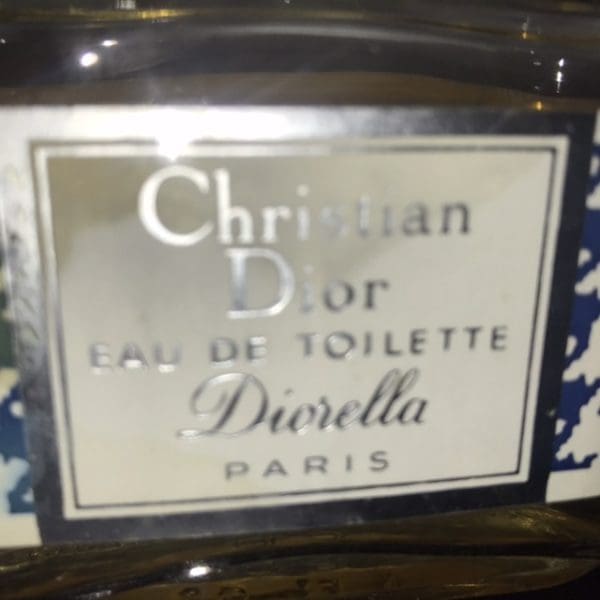 Christian
Dior
EAU DE TOILETTE
Diorella
PARIS